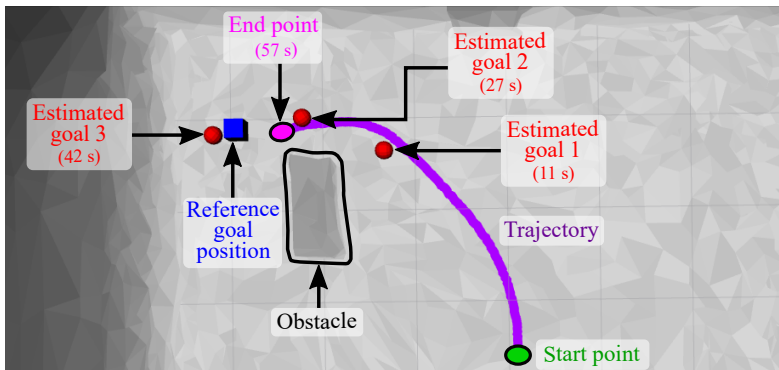 End point
(57 s)
Estimated
goal 2
(27 s)
Estimated
goal 3
(42 s)
Estimated
goal 1
(11 s)
Reference
goal
position
Trajectory
Obstacle
Start point